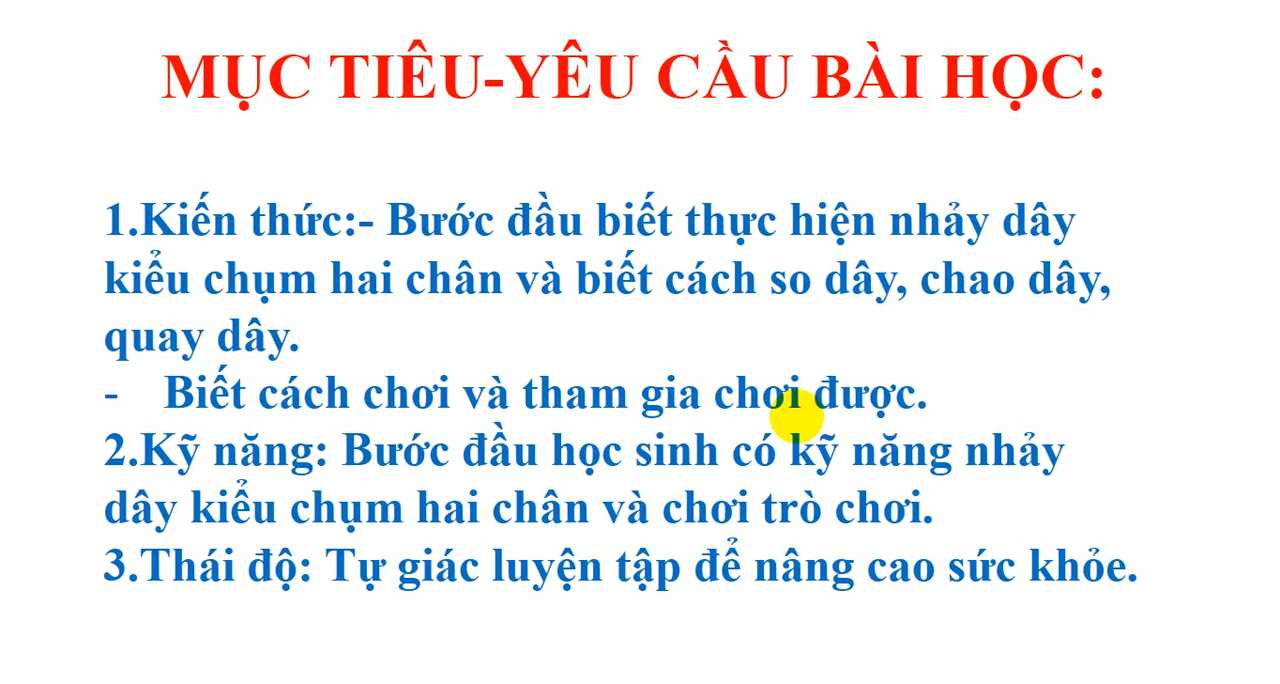 MỤC TIÊU-YÊU CẦU BÀI HỌC:
1.Kiến thức:- Bước đầu biết thực hiện nhảy dây
kiểu chụm hai chân và biết cách so dây, chao dây,
quay dây.
- Biết cách chơi và tham gia chơi được.
2.Kỹ năng: Bước đầu học sinh có kỹ năng nhảy
dây kiểu chụm hai chân và chơi trò chơi.
3.Thái độ: Tự giác luyện tập để nâng cao sức khỏe.